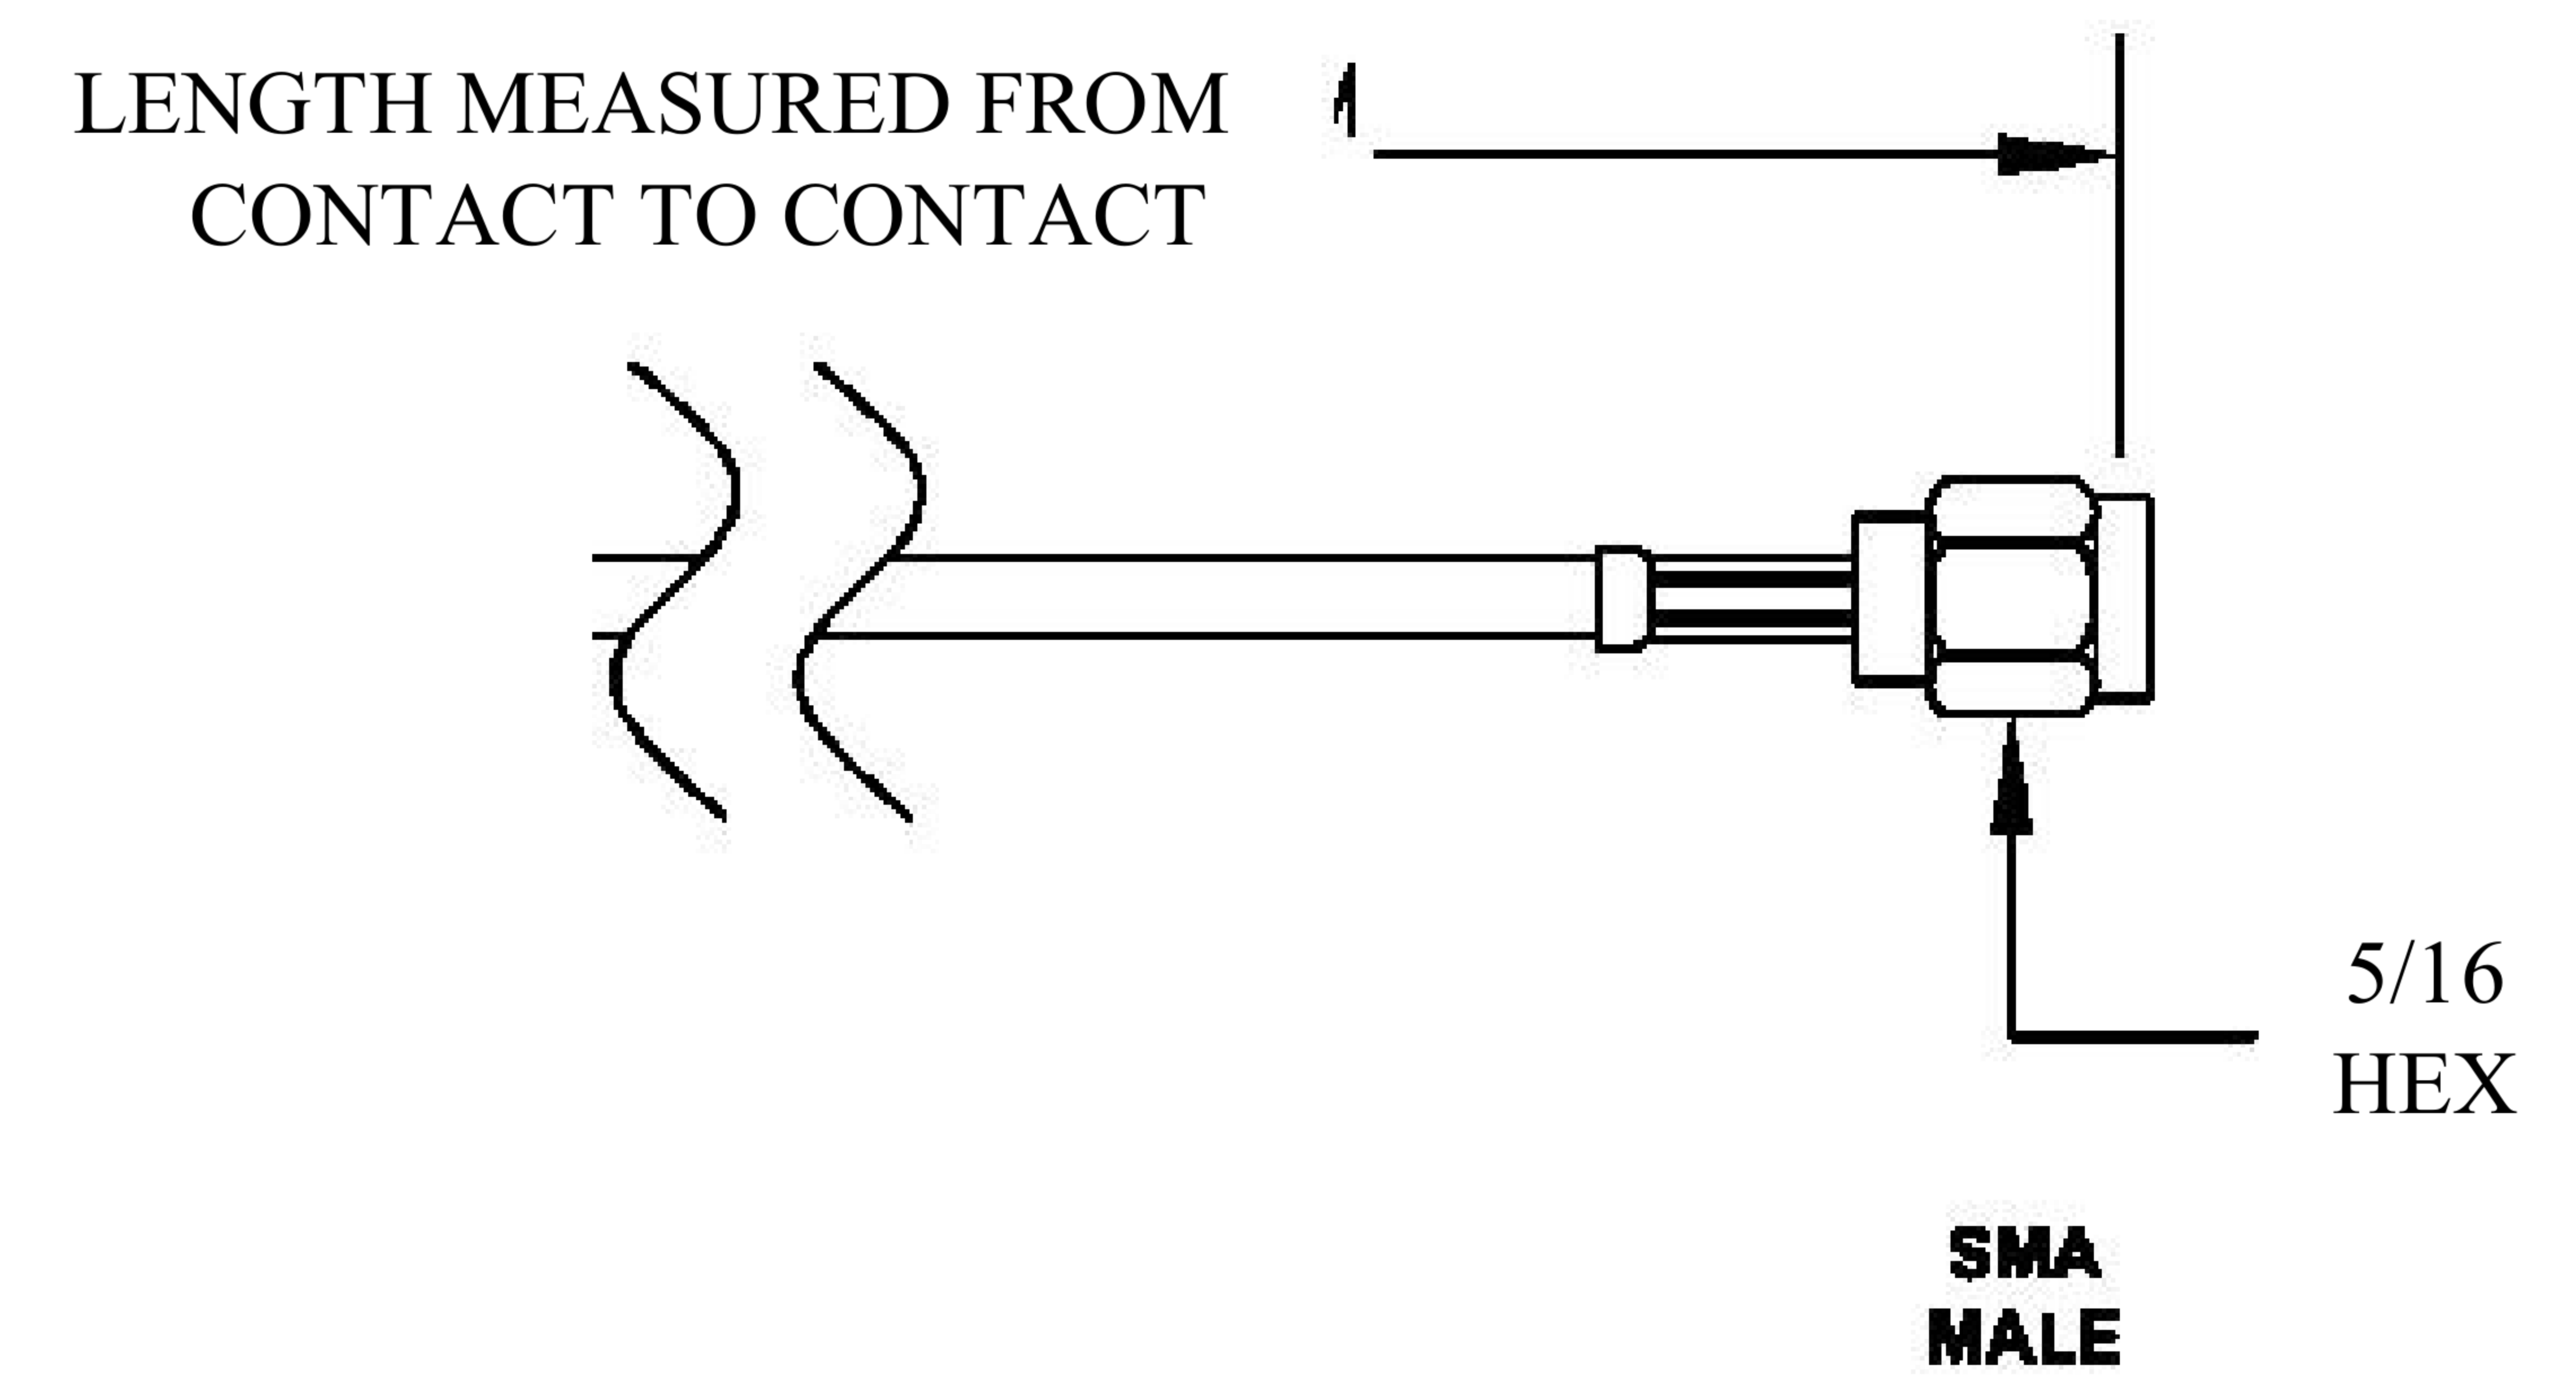 LENGTH MEASURED FROM
CONTACT TO CONTACT
5/16
HEX
SMA
MALE